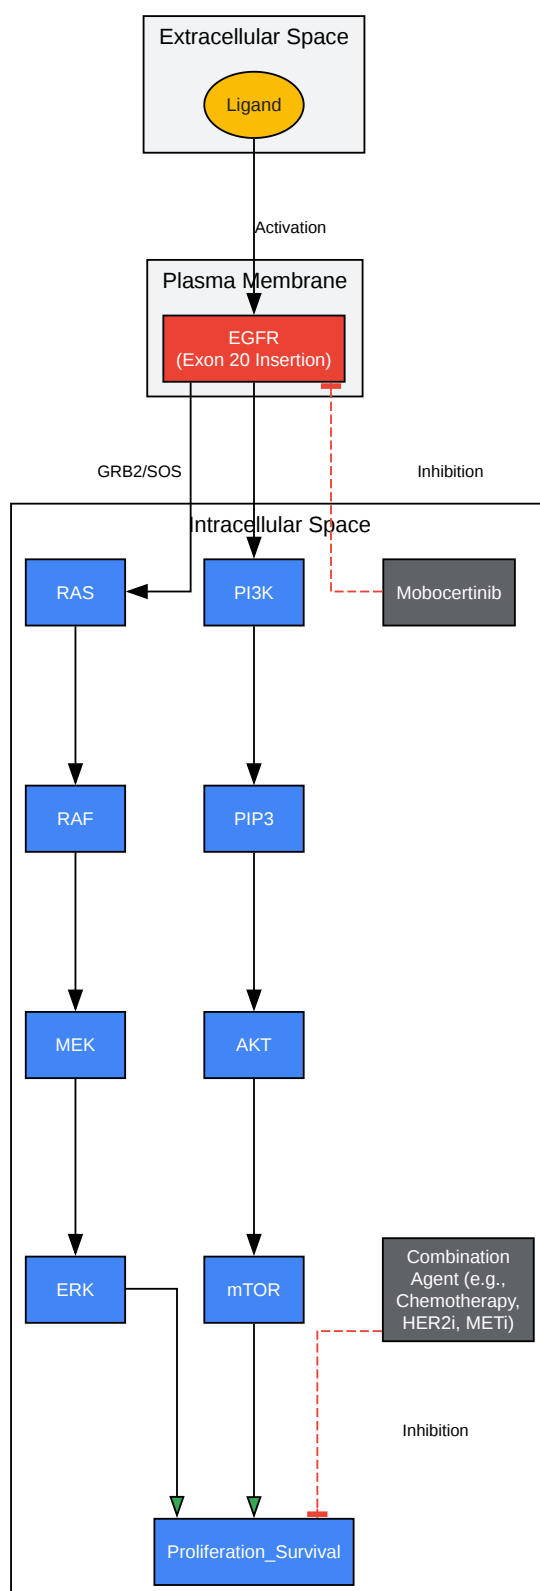 Extracellular Space
Ligand
Activation
Plasma Membrane
EGFR
(Exon 20 Insertion)
GRB2/SOS
Inhibition
Intracellular Space
RAS
PI3K
Mobocertinib
RAF
PIP3
MEK
AKT
ERK
mTOR
Combination
Agent (e.g.,
Chemotherapy,
HER2i, METi)
Inhibition
Proliferation_Survival